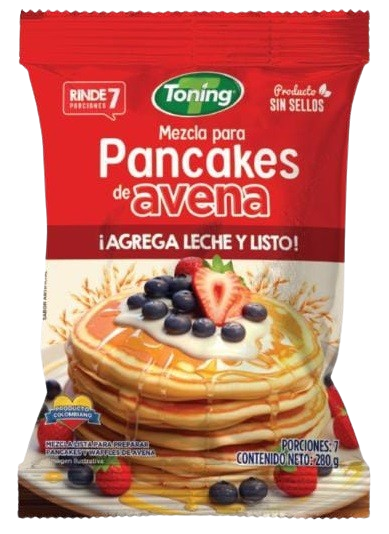 RINDE 7
PORCIONES
Toning
Producto
SIN SELLOS
Mezcla para
Pancakes
de avena
¡AGREGA LECHE Y LISTO!
PRODUCTO
COLOMBIANO
MEZCLA LISTA PARA PREPARAR
PANCAKES Y WAFFLES DE AVENA
Imagen Ilustrativa
PORCIONES: 7
CONTENIDO NETO: 280 g